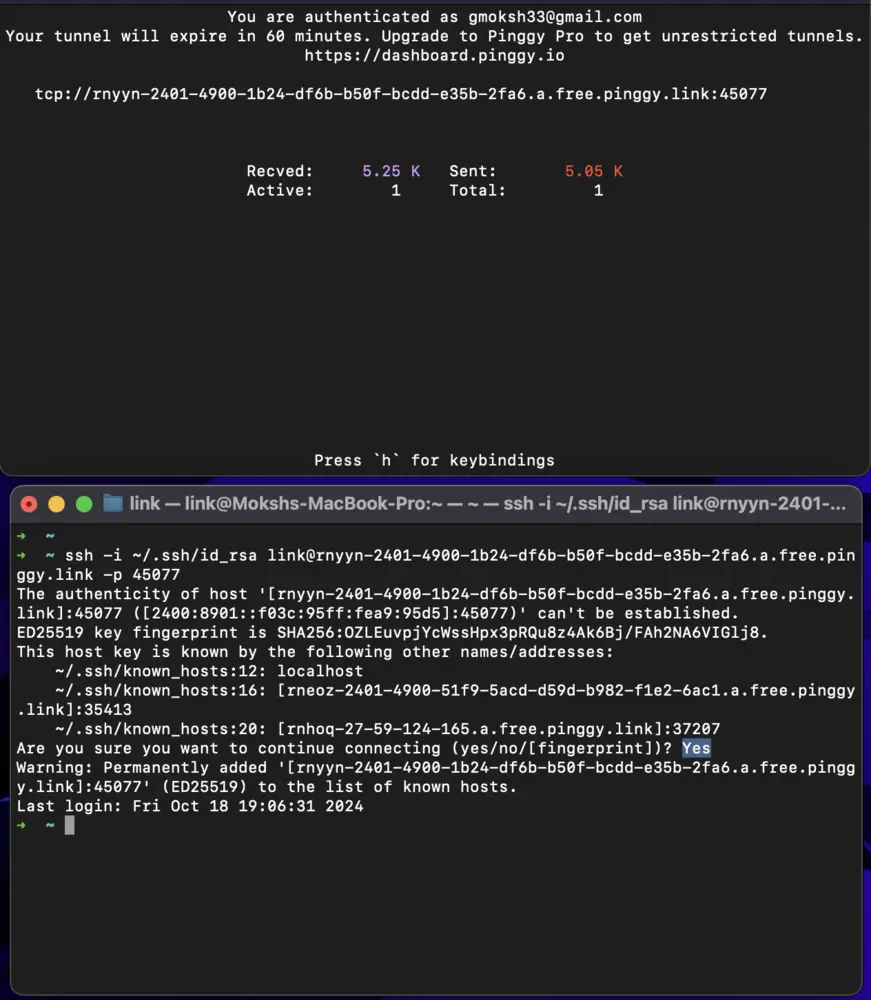 You are authenticated as gmoksh33@gmail.com
Your tunnel will expire in 60 minutes. Upgrade to Pinggy Pro to get unrestricted tunnels.
https://dashboard.pinggy.io
tcp://rnyyn-2401-4900-1b24-df6b-b50f-bcdd-e35b-2fa6.a.free.pinggy.link:45077
Recved: 5.25 K Sent: 5.05 K
Active: 1 Total: 1
Press `h` for keybindings
link — link@Mokshs-MacBook-Pro:~ — ~ — ssh -i ~/.ssh/id_rsa link@rnyyn-2401-...
→ ~
→ ~ ssh -i ~/.ssh/id_rsa link@rnyyn-2401-4900-1b24-df6b-b50f-bcdd-e35b-2fa6.a.free.pin
ggy.link -p 45077
The authenticity of host '[rnyyn-2401-4900-1b24-df6b-b50f-bcdd-e35b-2fa6.a.free.pinggy.
link]:45077 ([2400:8901::f03c:95ff:fea9:95d5]:45077)' can't be established.
ED25519 key fingerprint is SHA256:OZLEuvpjYcWssHpx3pRQu8z4Ak6Bj/FAh2NA6VIGlj8.
This host key is known by the following other names/addresses:
~/.ssh/known_hosts:12: localhost
~/.ssh/known_hosts:16: [rneoz-2401-4900-51f9-5acd-d59d-b982-f1e2-6ac1.a.free.pinggy
.link]:35413
~/.ssh/known_hosts:20: [rnhoq-27-59-124-165.a.free.pinggy.link]:37207
Are you sure you want to continue connecting (yes/no/[fingerprint])? Yes
Warning: Permanently added '[rnyyn-2401-4900-1b24-df6b-b50f-bcdd-e35b-2fa6.a.free.pingg
y.link]:45077' (ED25519) to the list of known hosts.
Last login: Fri Oct 18 19:06:31 2024
→ ~